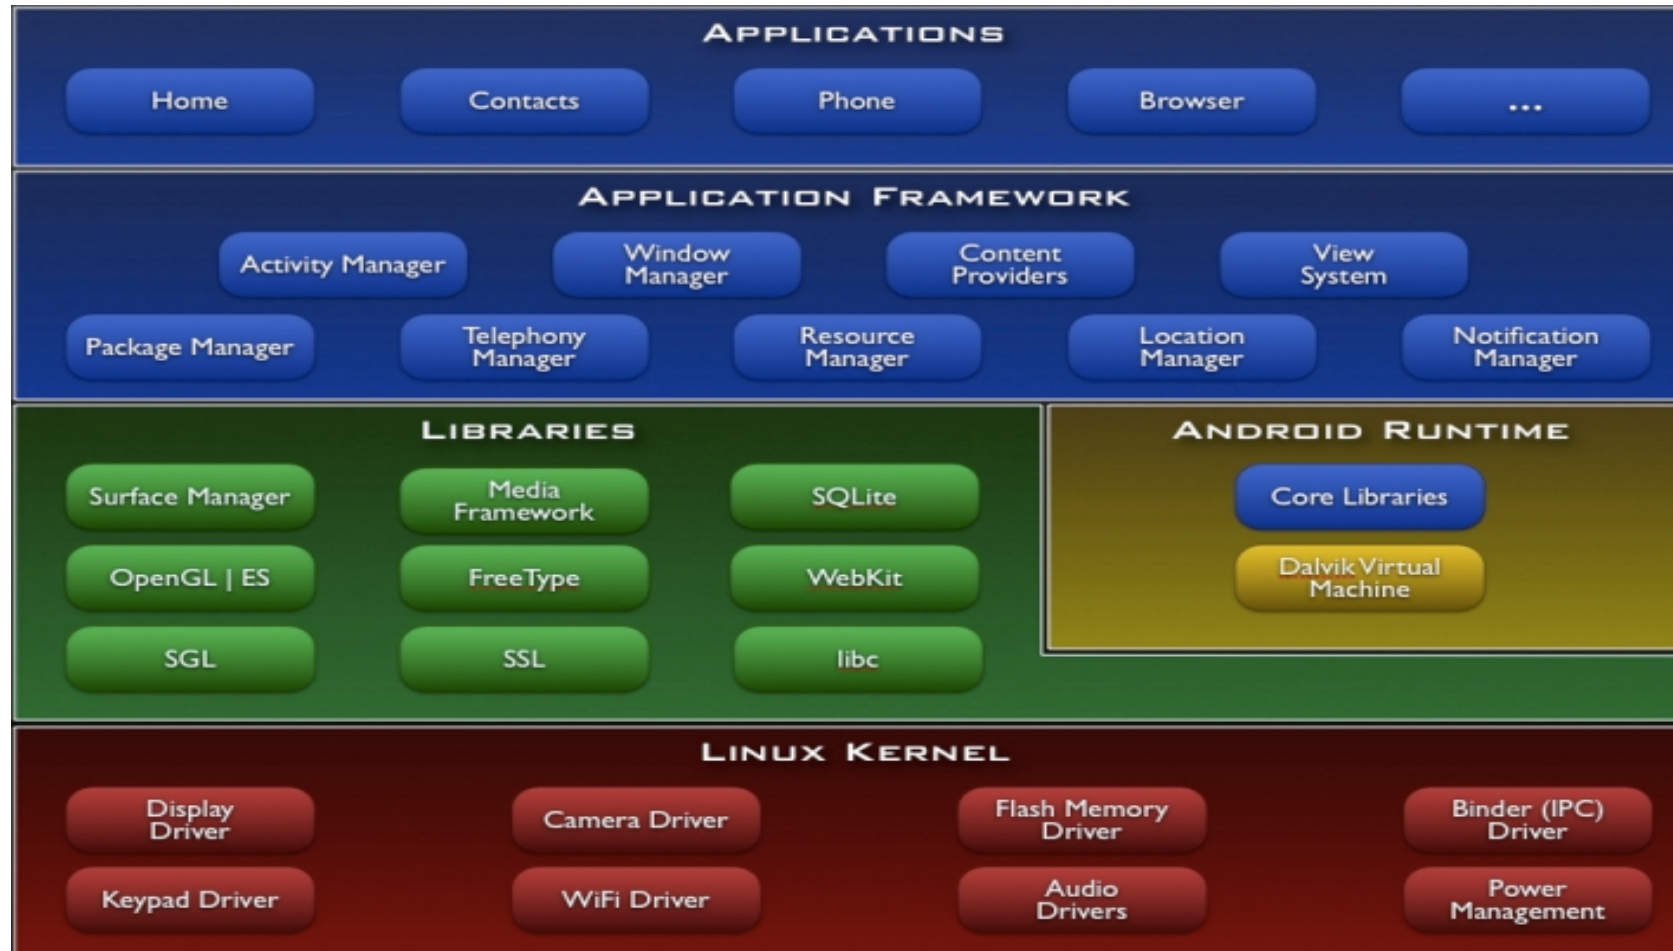 APPLICATIONS
Home
Contacts
Phone
Browser
...
APPLICATION FRAMEWORK
Activity Manager
Window
Manager
Content
Providers
View
System
Package Manager
Telephony
Manager
Resource
Manager
Location
Manager
Notification
Manager
LIBRARIES
Surface Manager
Media
Framework
SQLite
OpenGL | ES
FreeType
WebKit
SGL
SSL
libc
ANDROID RUNTIME
Core Libraries
Dalvik Virtual
Machine
LINUX KERNEL
Display
Driver
Camera Driver
Flash Memory
Driver
Binder (IPC)
Driver
Keypad Driver
WiFi Driver
Audio
Drivers
Power
Management